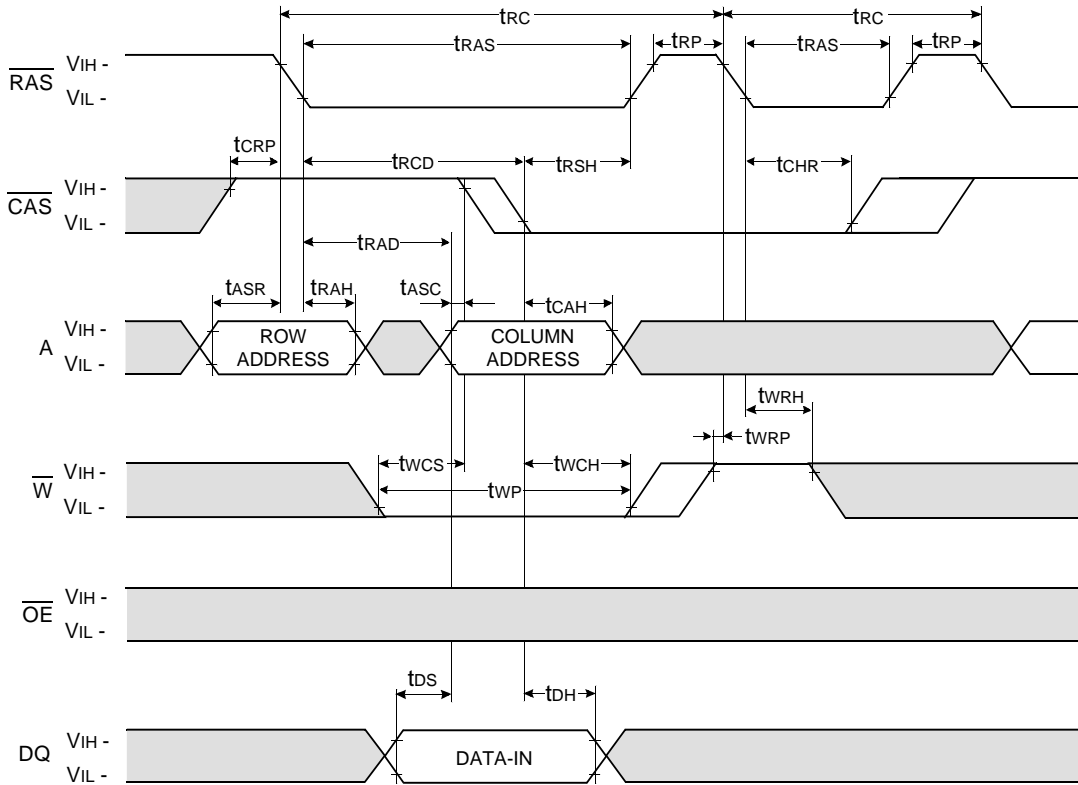 tRC tRC
tRAS tRP tRAS tRP
RAS VIH -
VIL -
tCRP tRCD tRSH tCHR
CAS VIH -
VIL -
tRAD
tASR tRAH tASC tCAH
A VIH -
VIL -
ROW ADDRESS
COLUMN ADDRESS
tWRH
tWRP
W VIH -
VIL -
tWCS tWCH
tWP
OE VIH -
VIL -
tDS tDH
DQ VIH -
VIL -
DATA-IN